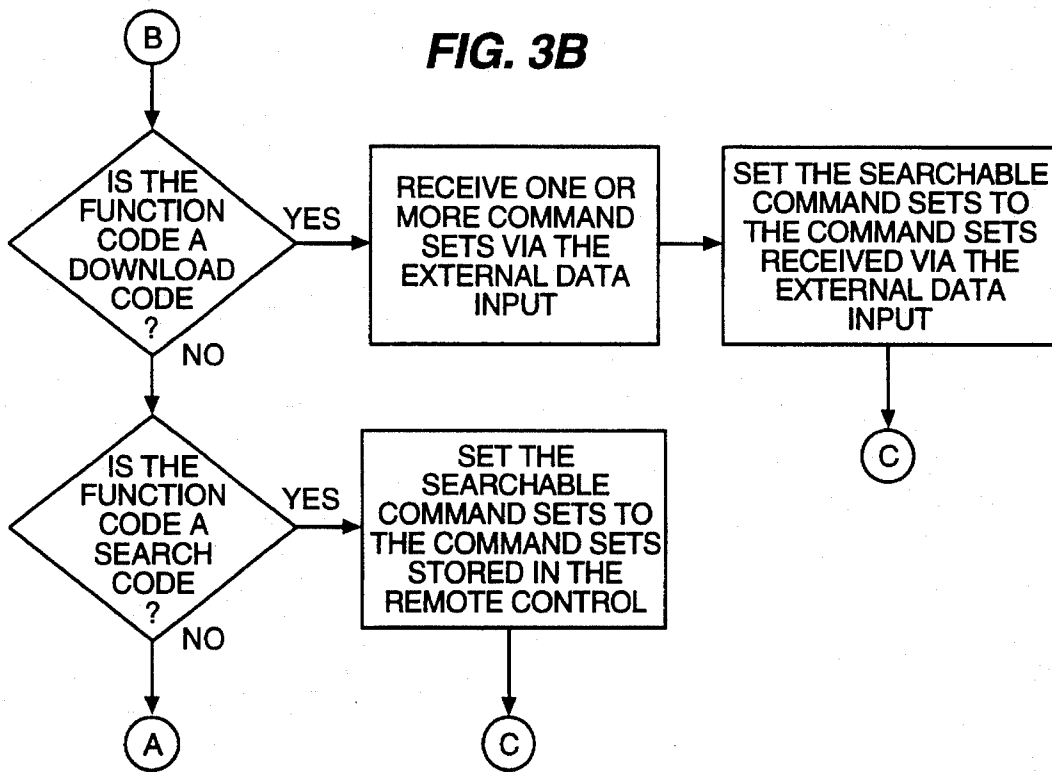 B
FIG. 3B
IS THE
FUNCTION
CODE A
DOWNLOAD
CODE
?
YES
NO
RECEIVE ONE OR
MORE COMMAND
SETS VIA THE
EXTERNAL DATA
INPUT
SET THE SEARCHABLE
COMMAND SETS TO
THE COMMAND SETS
RECEIVED VIA THE
EXTERNAL DATA
INPUT
C
IS THE
FUNCTION
CODE A
SEARCH
CODE
?
YES
NO
SET THE
SEARCHABLE
COMMAND SETS TO
THE COMMAND SETS
STORED IN THE
REMOTE CONTROL
A
C